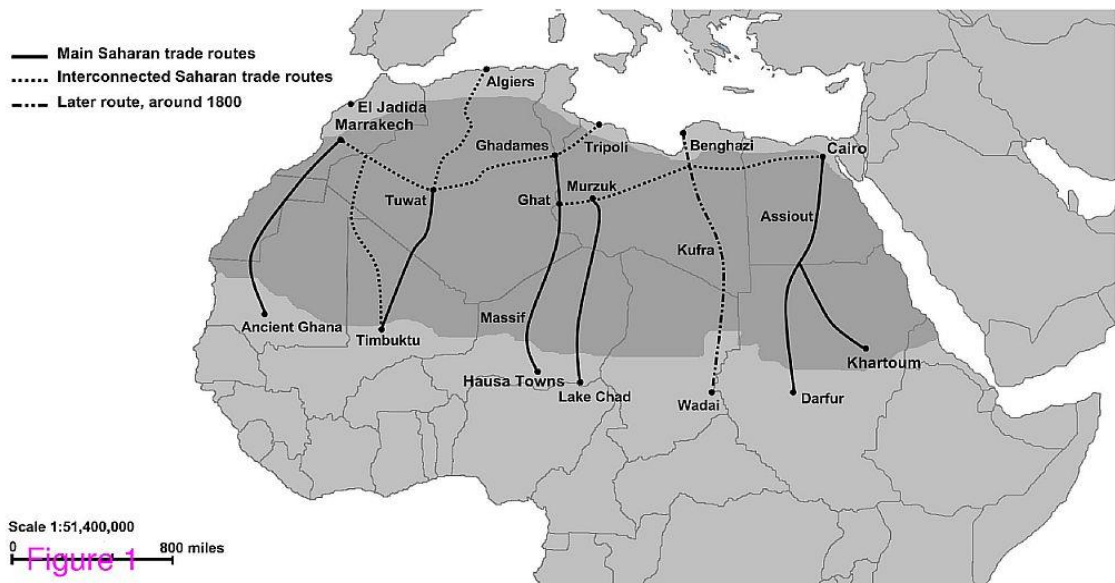 Main Saharan trade routes
Interconnected Saharan trade routes
Later route, around 1800
Algiers
El Jadida
Marrakech
Ghadames
Tripoli
Benghazi
Cairo
Tuwat
Ghat
Murzuk
Assiout
Kufra
Ancient Ghana
Timbuktu
Massif
Khartoum
Hausa Towns
Lake Chad
Wadai
Darfur
Scale 1:51,400,000
0 800 miles
Figure 1